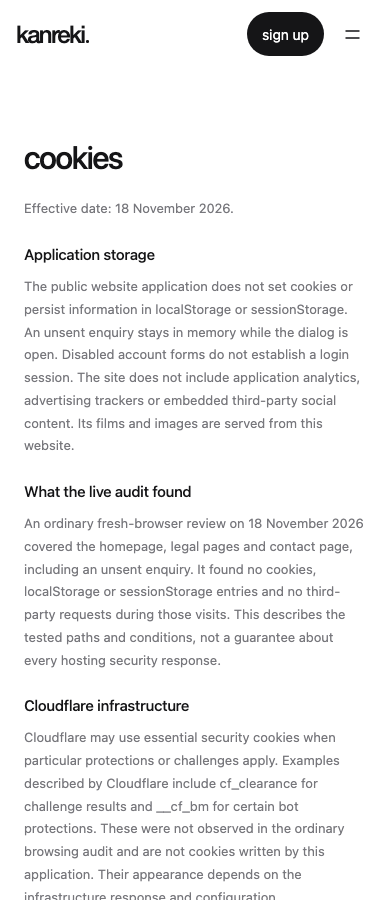 kanreki.
sign up
cookies
Effective date: 18 November 2026.
Application storage
The public website application does not set cookies or
persist information in localStorage or sessionStorage.
An unsent enquiry stays in memory while the dialog is
open. Disabled account forms do not establish a login
session. The site does not include application analytics,
advertising trackers or embedded third-party social
content. Its films and images are served from this
website.
What the live audit found
An ordinary fresh-browser review on 18 November 2026
covered the homepage, legal pages and contact page,
including an unsent enquiry. It found no cookies,
localStorage or sessionStorage entries and no third-
party requests during those visits. This describes the
tested paths and conditions, not a guarantee about
every hosting security response.
Cloudflare infrastructure
Cloudflare may use essential security cookies when
particular protections or challenges apply. Examples
described by Cloudflare include cf_clearance for
challenge results and __cf_bm for certain bot
protections. These were not observed in the ordinary
browsing audit and are not cookies written by this
application. Their appearance depends on the
infrastructure response and configuration.